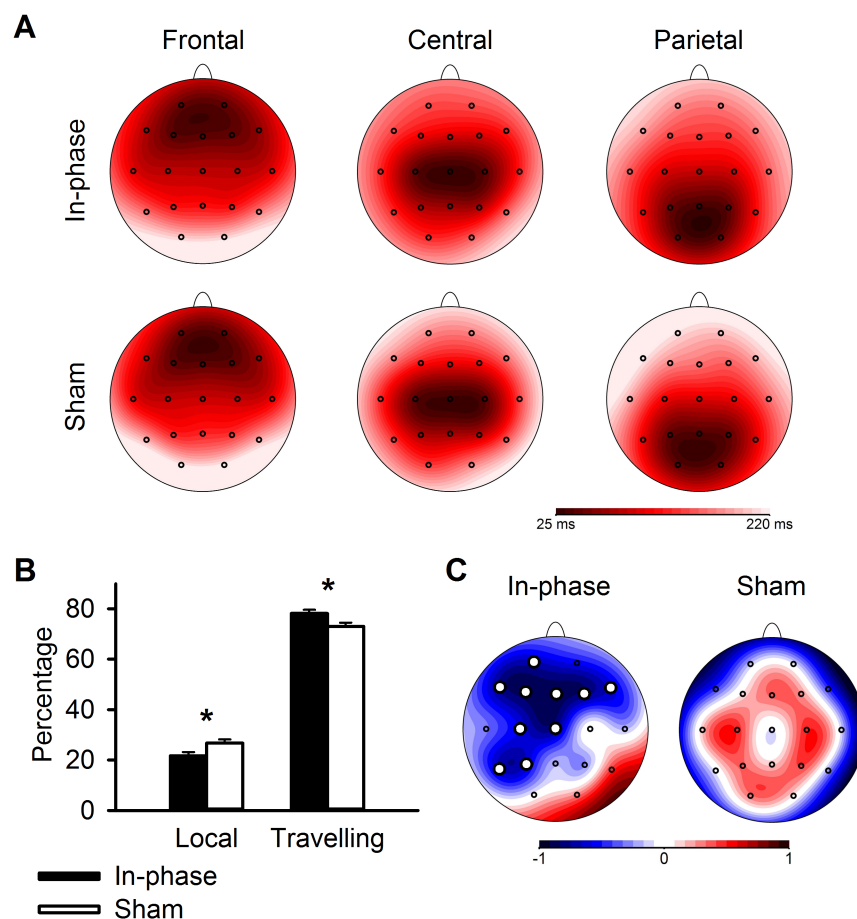 A
Frontal Central Parietal
In-phase
Sham
25 ms 220 ms
B
Percentage
80
60
40
20
0
*
*
Local Travelling
In-phase
Sham
C
In-phase Sham
-1 0 1